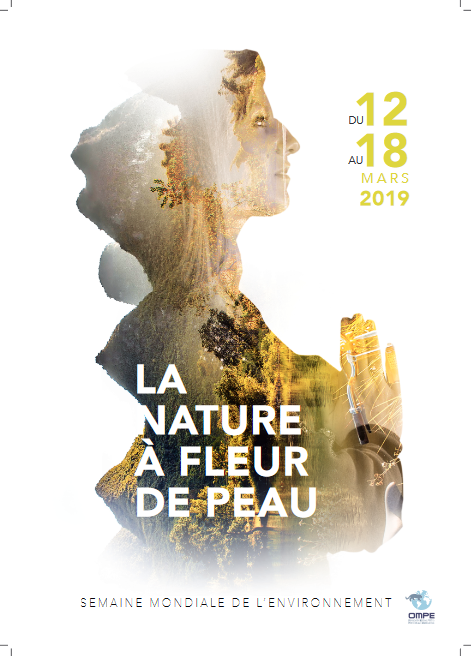 DU 12
AU 18
MARS
2019
LA
NATURE
À FLEUR
DE PEAU
SEMAINE MONDIALE DE L'ENVIRONNEMENT
OMPE